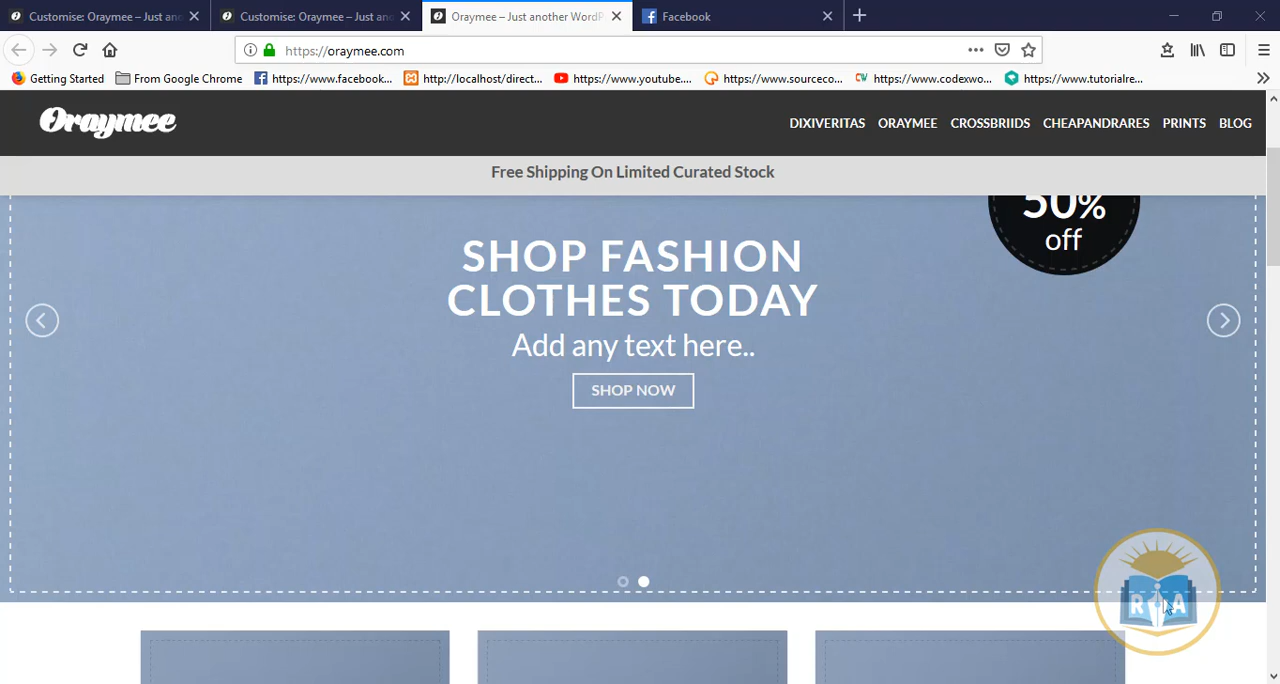 Customise: Oraymee – Just an
Customise: Oraymee – Just an
Oraymee – Just another WordP
Facebook
https://oraymee.com
Getting Started
From Google Chrome
https://www.facebook...
http://localhost/direct...
https://www.youtube....
https://www.sourceco...
CW
https://www.codexwo...
https://www.tutorialre...
Oraymee
DIXIVERITAS
ORAYMEE
CROSSBRIIDS
CHEAPANDRARES
PRINTS
BLOG
Free Shipping On Limited Curated Stock
50%
off
SHOP FASHION
CLOTHES TODAY
Add any text here..
SHOP NOW
R A